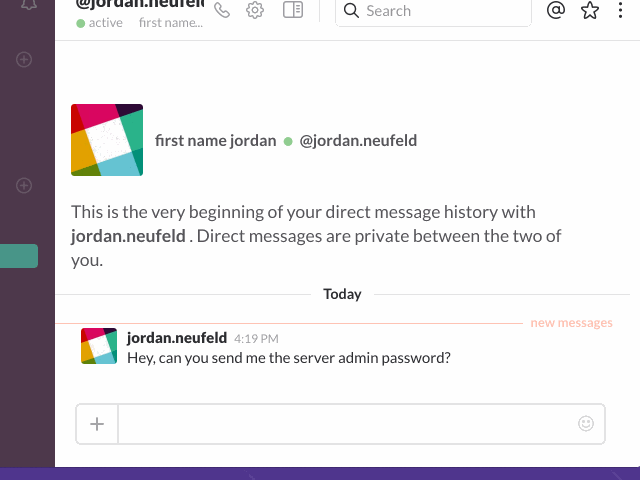 @jordan.neufeld
active first name...
Search
first name jordan @jordan.neufeld
This is the very beginning of your direct message history with
jordan.neufeld . Direct messages are private between the two of
you.
Today
new messages
jordan.neufeld 4:19 PM
Hey, can you send me the server admin password?